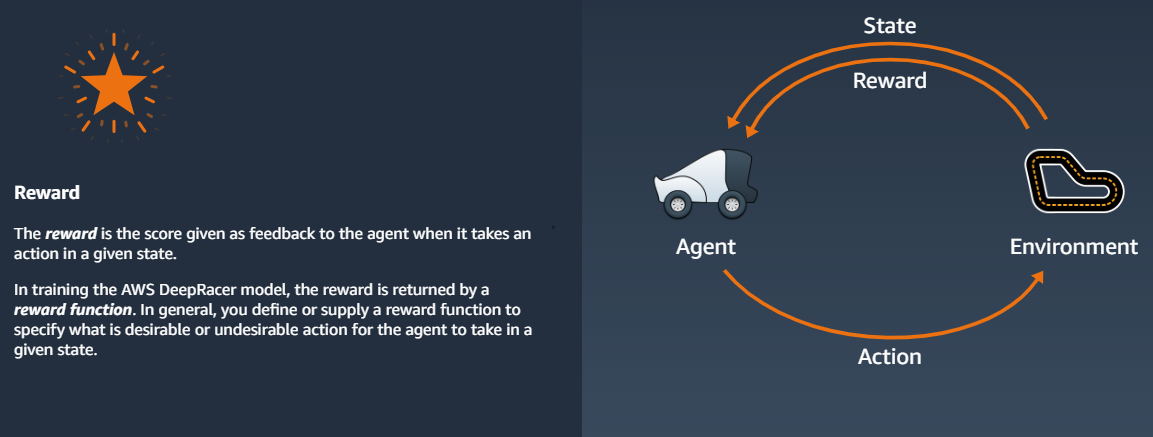 Reward
The reward is the score given as feedback to the agent when it takes an
action in a given state.
In training the AWS DeepRacer model, the reward is returned by a
reward function. In general, you define or supply a reward function to
specify what is desirable or undesirable action for the agent to take in a
given state.
State
Reward
Agent
Environment
Action